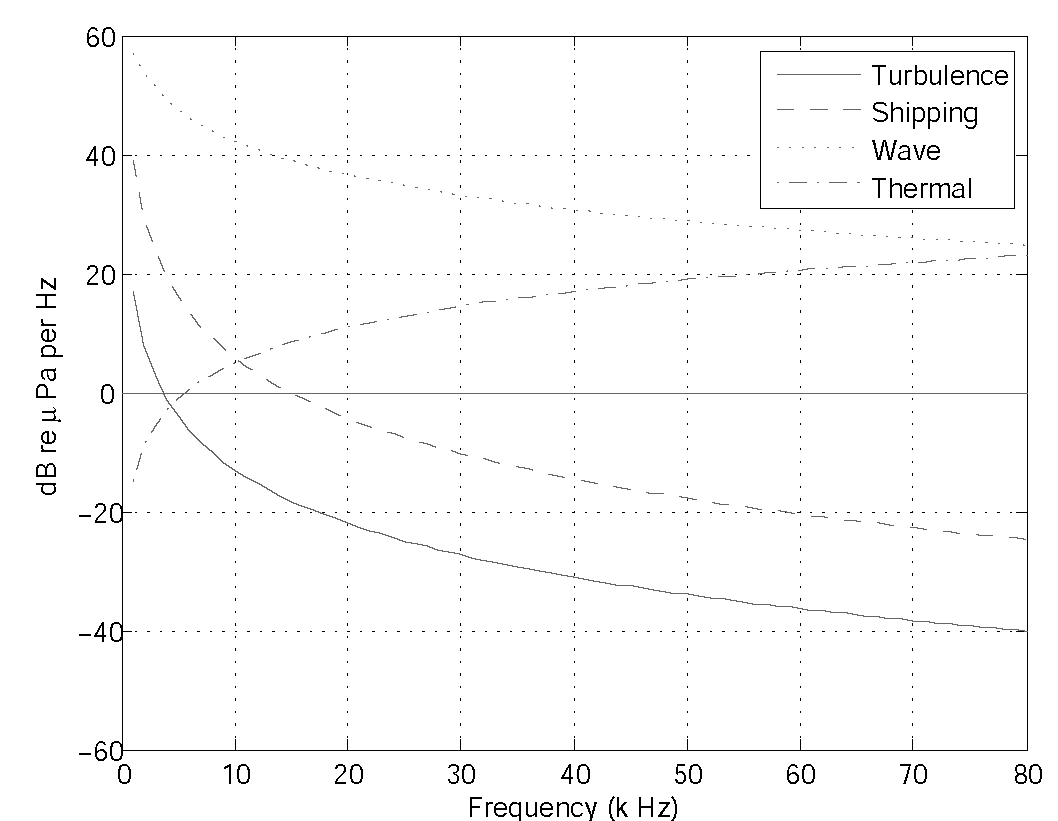 60
40
20
0
−20
−40
−60
dB re μ Pa per Hz
Turbulence
Shipping
Wave
Thermal
0 10 20 30 40 50 60 70 80
Frequency (k Hz)